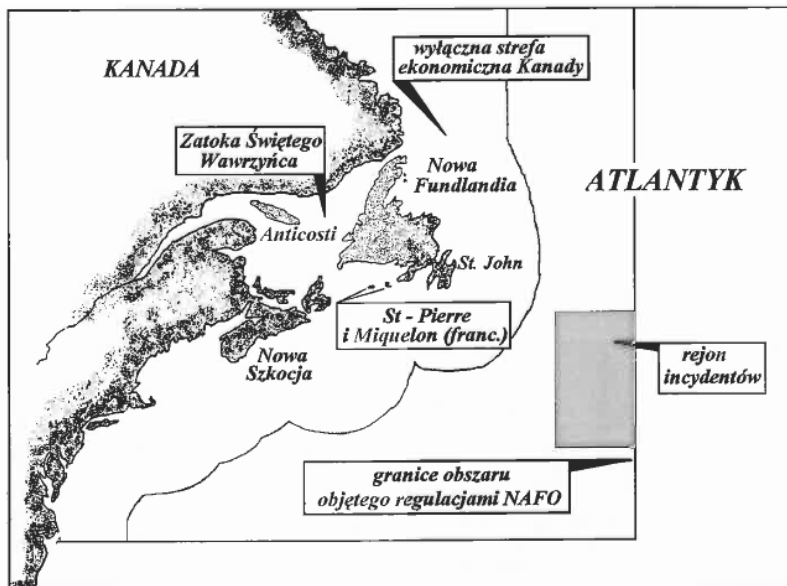 wyłączna strefa
ekonomiczna Kanady
KANADA
Zatoka Świętego
Wawrzyńca
Nowa
Fundlandia
ATLANTYK
Anticosti
St. John
St - Pierre
i Miquelon (franc.)
Nowa
Szkocja
rejon
incydentów
granice obszaru
objętego regulacjami NAFO